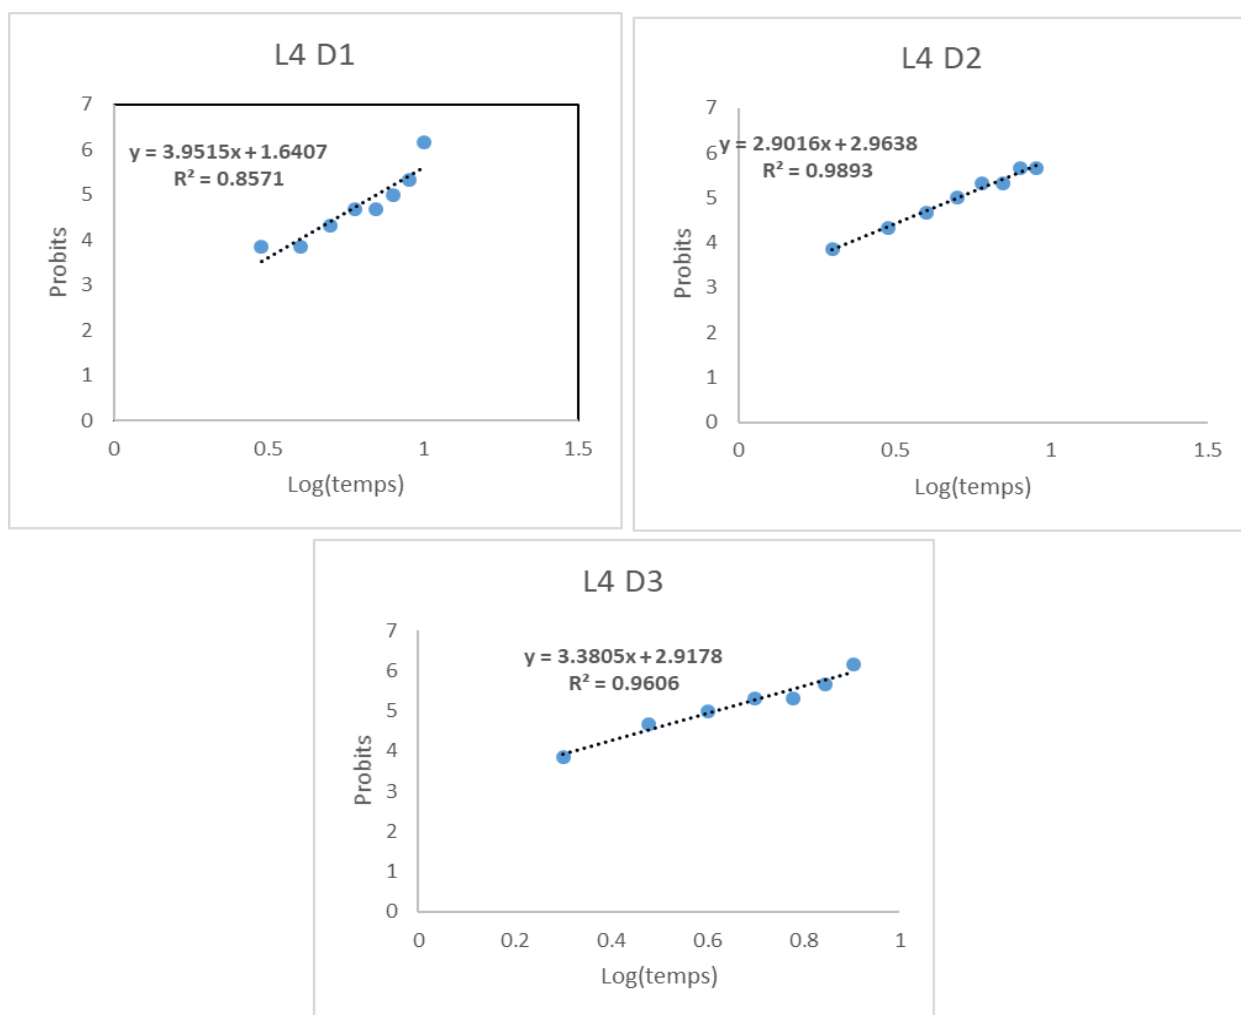 L4 D1
y = 3.9515x + 1.6407
R² = 0.8571
Probits
7
6
5
4
3
2
1
0
0 0.5 1 1.5
Log(temps)
L4 D2
y = 2.9016x + 2.9638
R² = 0.9893
Probits
7
6
5
4
3
2
1
0
0 0.5 1 1.5
Log(temps)
L4 D3
y = 3.3805x + 2.9178
R² = 0.9606
Probits
7
6
5
4
3
2
1
0
0 0.2 0.4 0.6 0.8 1
Log(temps)